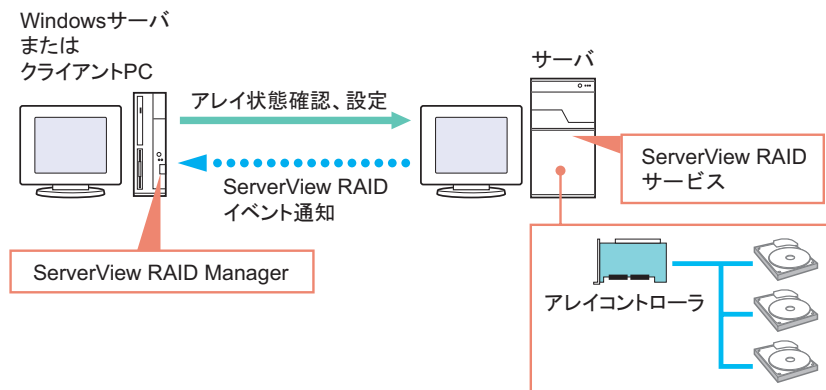 Windowsサーバ
または
クライアントPC
サーバ
アレイ状態確認、設定
ServerView RAID
イベント通知
ServerView RAID
サービス
ServerView RAID Manager
アレイコントローラ